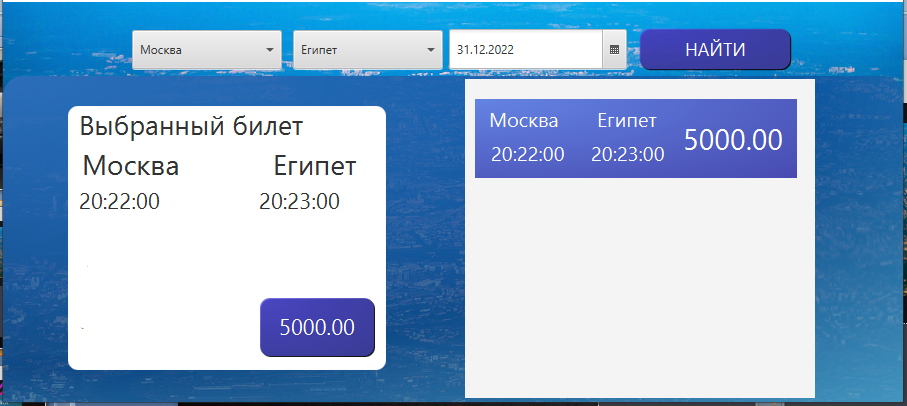 Москва Египет 31.12.2022 НАЙТИ
Выбранный билет
Москва Египет
20:22:00 20:23:00
5000.00
Москва Египет
20:22:00 20:23:00 5000.00